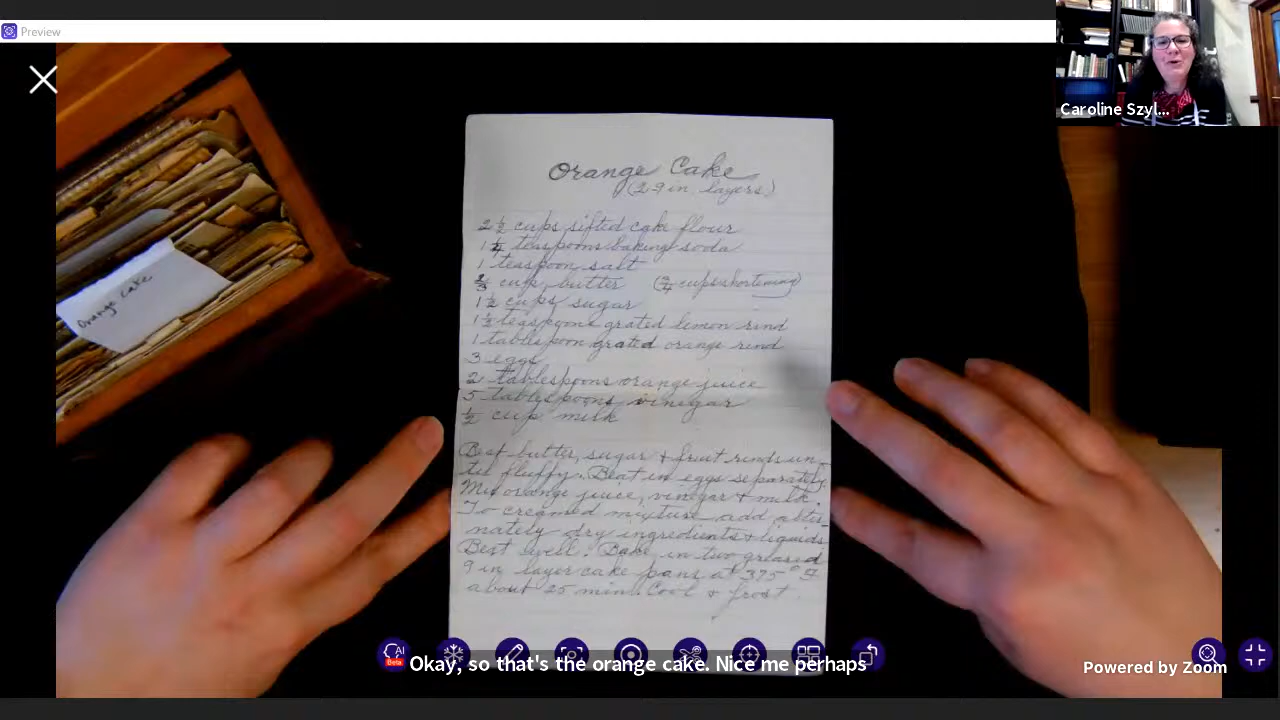 Preview
Caroline Szyl...
Orange Cake
Orange Cake
(2 9 in layers)
2 1/2 cups sifted cake flour
1 1/4 teaspoons baking soda
1 teaspoon salt
2/3 cup butter (3/4 cup shortening)
1 1/2 cups sugar
1 1/2 teaspoons grated lemon rind
1 tablespoon grated orange rind
3 eggs
2 tablespoons orange juice
5 tablespoons vinegar
1/2 cup milk
Beat butter, sugar & fruit rinds un-
til fluffy. Beat in eggs separately.
Mix orange juice, vinegar & milk.
To creamed mixture add alter-
nately dry ingredients & liquids
Beat well. Bake in two greased
9 in layer cake pans at 375° F
about 25 min. Cool & frost.
AI
Beta
Okay, so that's the orange cake. Nice me perhaps
Powered by Zoom